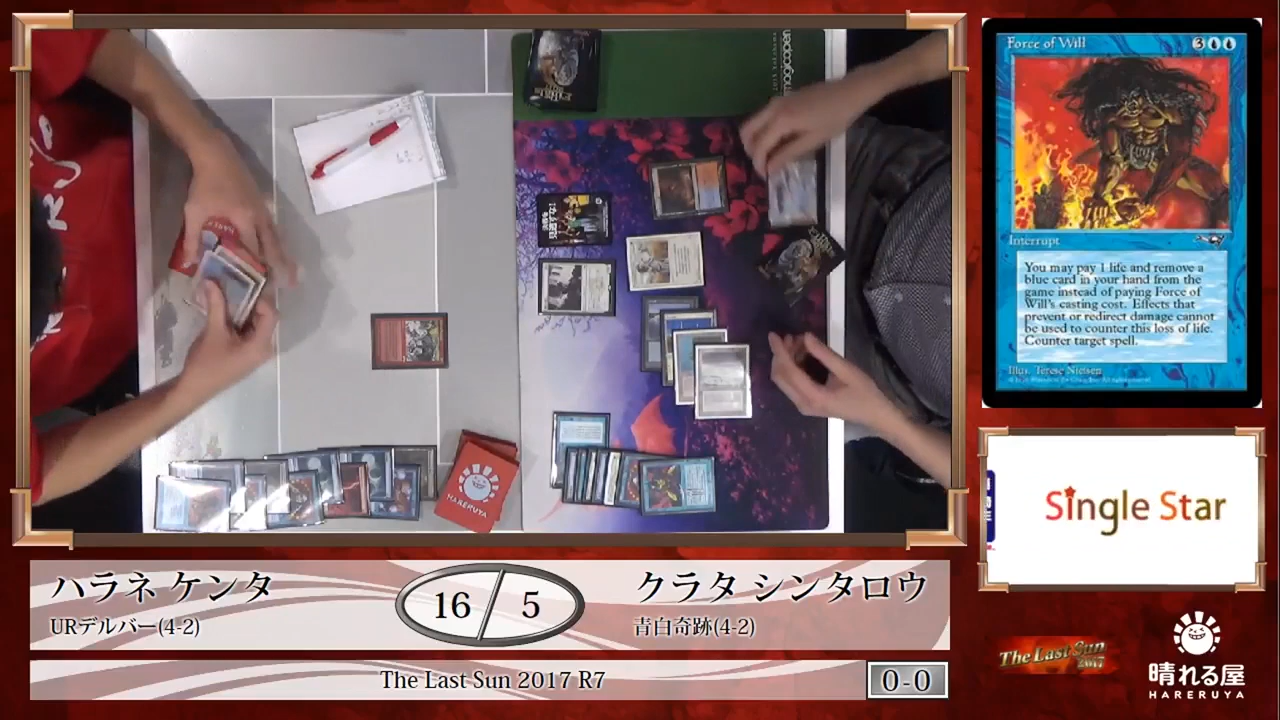 Force of Will 3
Interrupt
You may pay 1 life and remove a
blue card in your hand from the
game instead of paying Force of
Will's casting cost. Effects that
prevent or redirect damage cannot
be used to counter this loss of life.
Counter target spell.
Illus. Terese Nielsen
magicopen
HARERUYA
Single Star
ハラネ ケンタ
URデルバー(4-2)
16 / 5
クラタ シンタロウ
青白奇跡(4-2)
The Last Sun 2017 R7
0-0
The Last Sun
2017
晴れる屋
HARERUYA